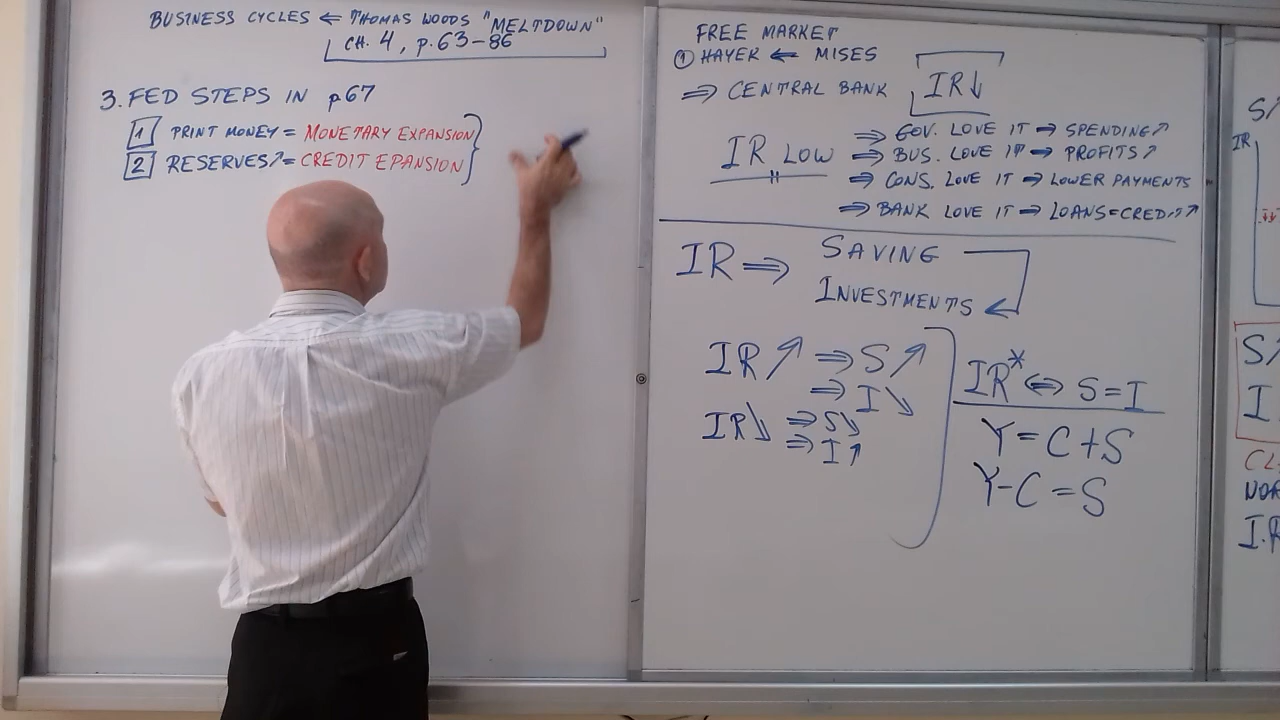 BUSINESS CYCLES ⇐ THOMAS WOODS "MELTDOWN"
CH. 4, p.63-86
3. FED STEPS IN p67
1 PRINT MONEY = MONETARY EXPANSION
2 RESERVES↗ = CREDIT EPANSION
FREE MARKET
① HAYEK ⇐ MISES
⇒ CENTRAL BANK IR↓
IR LOW
⇒ GOV. LOVE IT ⇒ SPENDING↗
⇒ BUS. LOVE IT ⇒ PROFITS↗
⇒ CONS. LOVE IT ⇒ LOWER PAYMENTS
⇒ BANK LOVE IT ⇒ LOANS=CREDIT↗
IR ⇒ SAVING
INVESTMENTS
IR↗ ⇒ S↗
⇒ I↘
IR↘ ⇒ S↘
⇒ I↗
IR* ⇔ S=I
Y=C+S
Y-C=S
S↗
IR
S↗
I
NOR
I.R